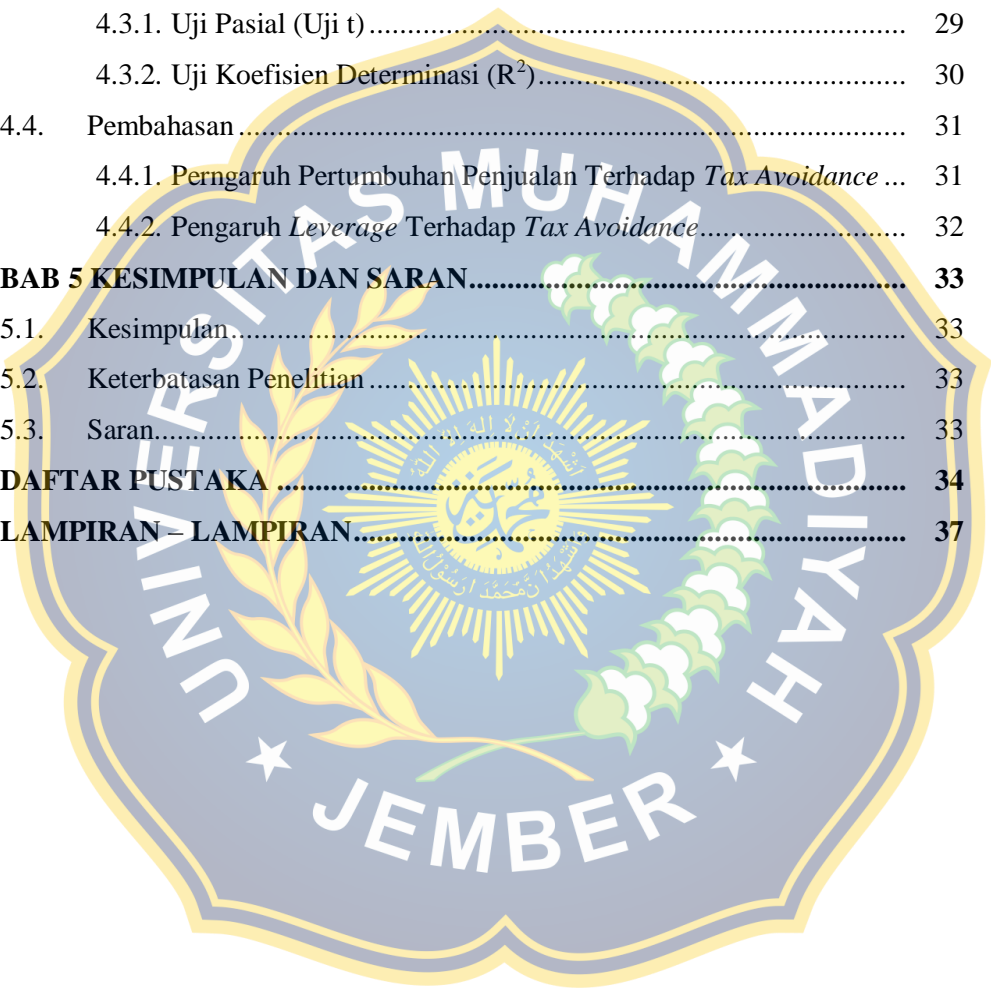 4.3.1. Uji Pasial (Uji t) ........................................................................ 29
4.3.2. Uji Koefisien Determinasi (R²) ................................................. 30
4.4. Pembahasan ........................................................................................... 31
4.4.1. Perngaruh Pertumbuhan Penjualan Terhadap Tax Avoidance ... 31
4.4.2. Pengaruh Leverage Terhadap Tax Avoidance ............................ 32
BAB 5 KESIMPULAN DAN SARAN ........................................................... 33
5.1. Kesimpulan ............................................................................................ 33
5.2. Keterbatasan Penelitian ......................................................................... 33
5.3. Saran ....................................................................................................... 33
DAFTAR PUSTAKA ...................................................................................... 34
LAMPIRAN – LAMPIRAN ........................................................................... 37
UNIVERSITAS MUHAMMADIYAH
JEMBER